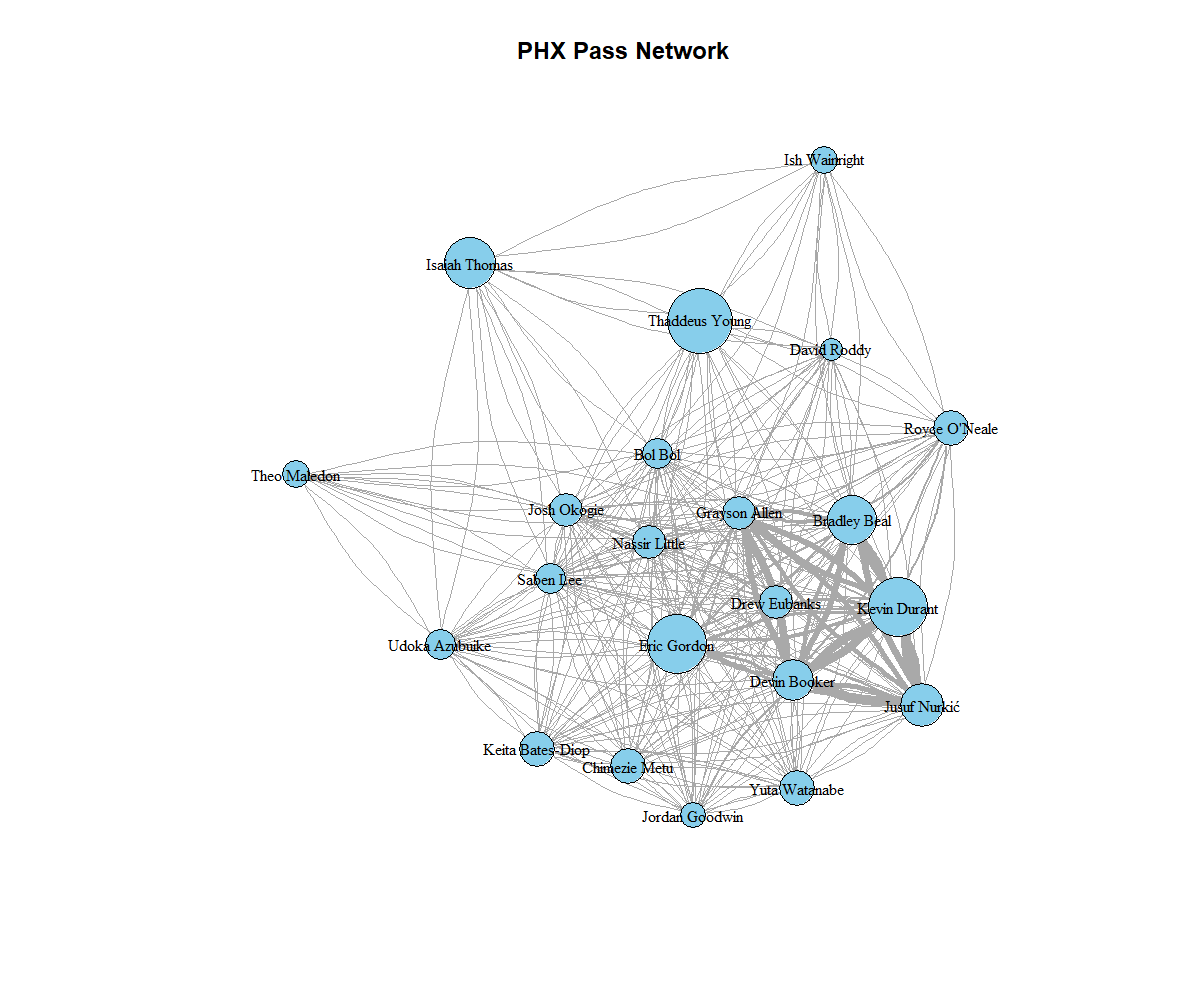 PHX Pass Network
Ish Wainright
Isaiah Thomas
Thaddeus Young
David Roddy
Royce O'Neale
Bol Bol
Theo Maledon
Josh Okogie
Grayson Allen
Bradley Beal
Nassir Little
Saben Lee
Drew Eubanks
Kevin Durant
Udoka Azubuike
Eric Gordon
Devin Booker
Jusuf Nurkić
Keita Bates-Diop
Chimezie Metu
Yuta Watanabe
Jordan Goodwin